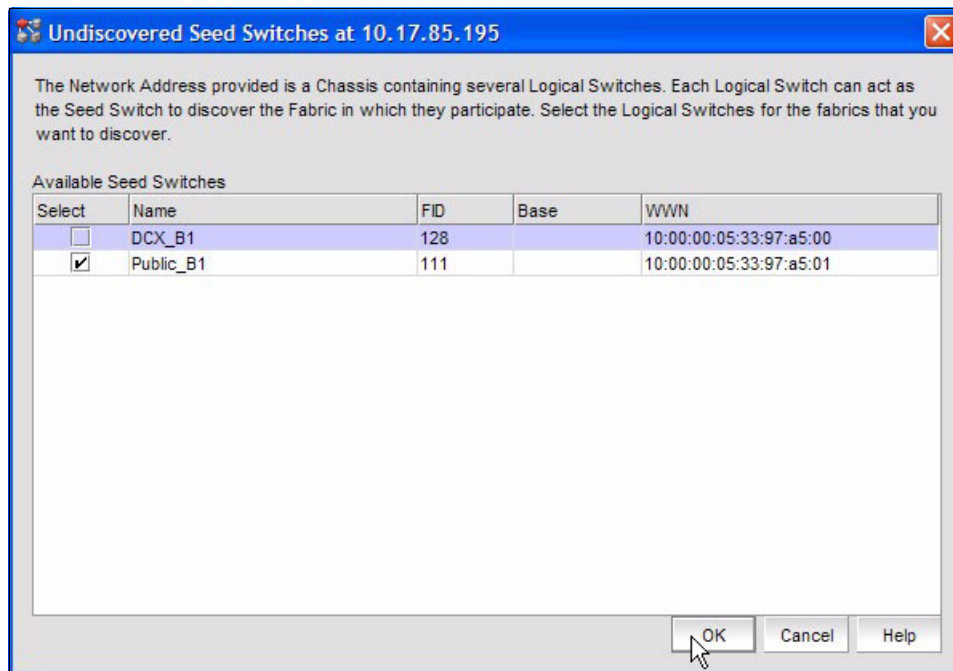 Undiscovered Seed Switches at 10.17.85.195
The Network Address provided is a Chassis containing several Logical Switches. Each Logical Switch can act as
the Seed Switch to discover the Fabric in which they participate. Select the Logical Switches for the fabrics that you
want to discover.
Available Seed Switches
Select Name FID Base WWN
DCX_B1 128 10:00:00:05:33:97:a5:00
Public_B1 111 10:00:00:05:33:97:a5:01
OK Cancel Help